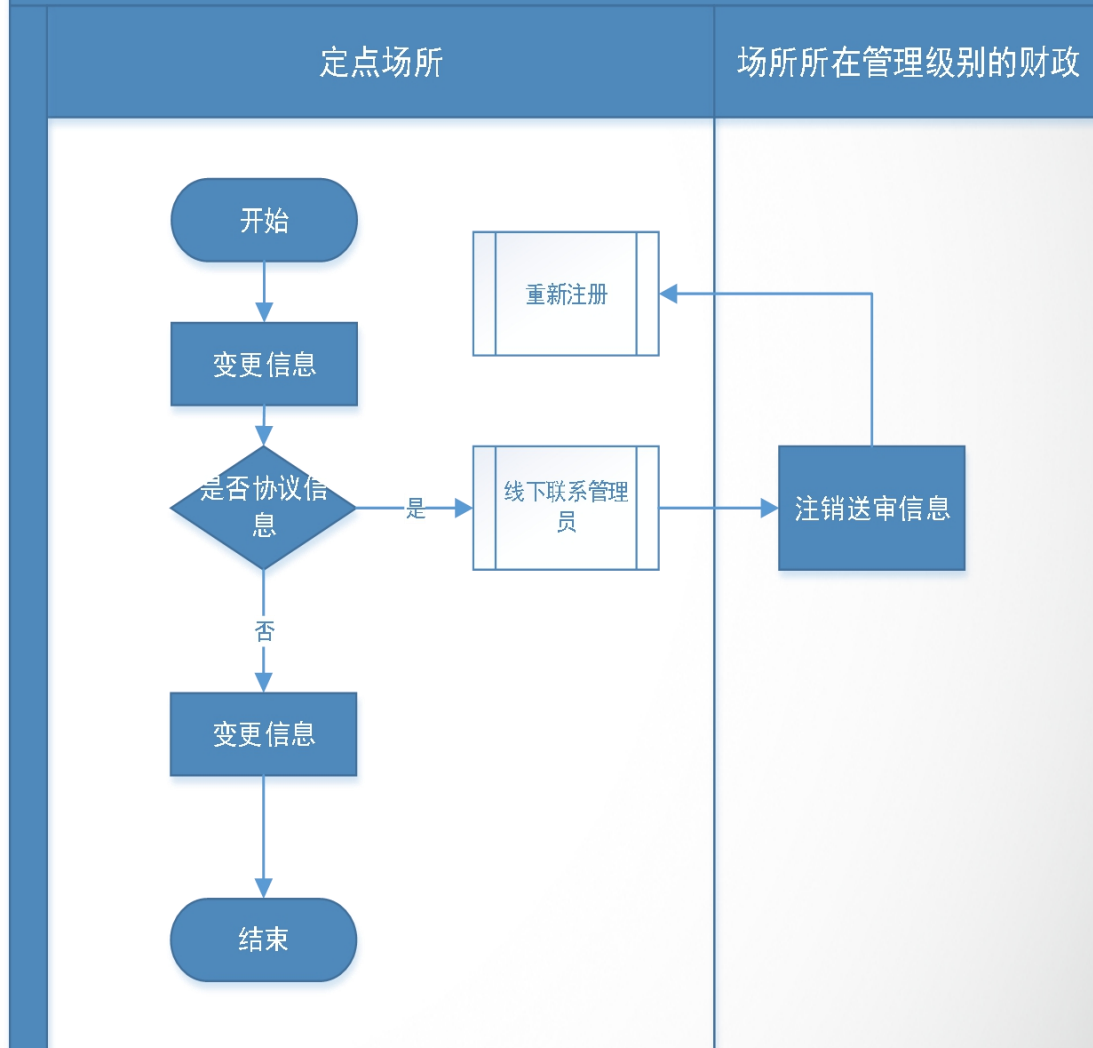 定点场所
场所所在管理级别的财政
开始
重新注册
变更信息
是否协议信
息
是
线下联系管理
员
注销送审信息
否
变更信息
结束